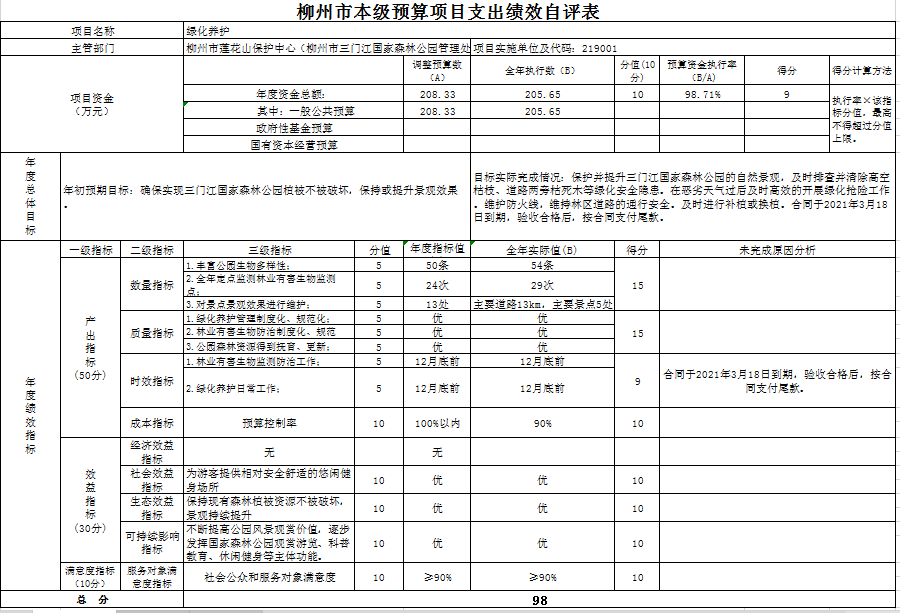 柳州市本级预算项目支出绩效自评表
项目名称 绿化养护
主管部门 柳州市莲花山保护中心（柳州市三门江国家森林公园管理处 项目实施单位及代码：219001
项目资金（万元） 调整预算数（A） 全年执行数（B） 分值(10分) 预算资金执行率（B/A） 得分 得分计算方法
年度资金总额： 208.33 205.65 10 98.71% 9 执行率×该指标分值，最高不得超过分值上限。
其中：一般公共预算 208.33 205.65
政府性基金预算
国有资本经营预算
年度总体目标
年初预期目标：确保实现三门江国家森林公园植被不被破坏，保持或提升景观效果
。
目标实际完成情况：保护并提升三门江国家森林公园的自然景观，及时排查并清除高空
枯枝、道路两旁枯死木等绿化安全隐患。在恶劣天气过后及时高效的开展绿化抢险工作
。维护防火线，维持林区道路的通行安全。及时进行补植或换植。合同于2021年3月18
日到期，验收合格后，按合同支付尾款。
年度绩效指标
一级指标 二级指标 三级指标 分值 年度指标值 全年实际值(B) 得分 未完成原因分析
产出指标(50分)
数量指标 1.丰富公园生物多样性； 5 50条 54条 15
2.全年定点监测林业有害生物监测点； 5 24次 29次
3.对景点景观效果进行维护； 5 13处 主要道路13km，主要景点5处
质量指标 1.绿化养护管理制度化、规范化； 5 优 优 15
2.林业有害生物防治制度化、规范 5 优 优
3.公园森林资源得到抚育、更新； 5 优 优
时效指标 1.林业有害生物监测防治工作； 5 12月底前 12月底前 9 合同于2021年3月18日到期，验收合格后，按合同支付尾款。
2.绿化养护日常工作； 5 12月底前 12月底前
成本指标 预算控制率 10 100%以内 90% 10
效益指标(30分)
经济效益指标 无 无
社会效益指标 为游客提供相对安全舒适的悠闲健身场所 10 优 优 10
生态效益指标 保持现有森林植被资源不被破坏，景观持续提升 10 优 优 10
可持续影响指标 不断提高公园风景观赏价值，逐步发挥国家森林公园观赏游览、科普教育、休闲健身等主体功能。 10 优 优 10
满意度指标（10分） 服务对象满意度指标 社会公众和服务对象满意度 10 ≥90% ≥90% 10
总 分 98